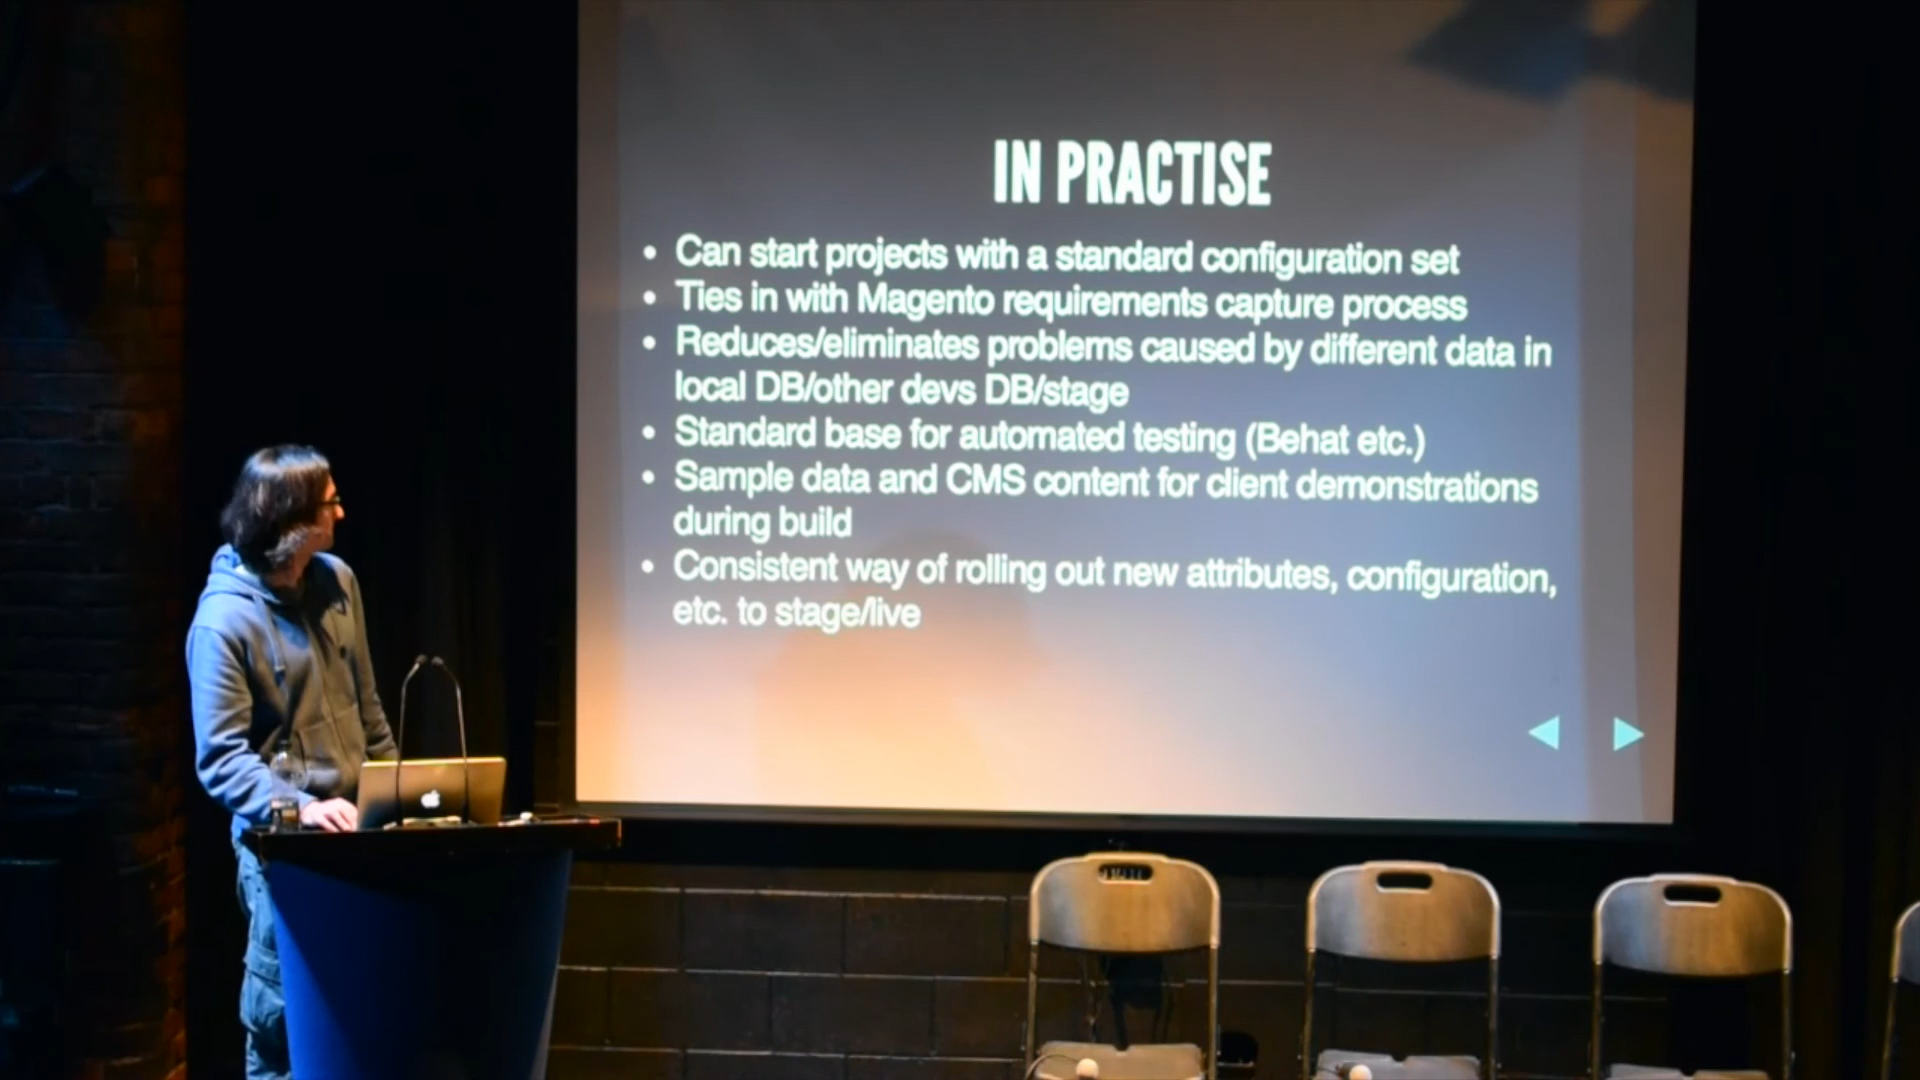 IN PRACTISE
• Can start projects with a standard configuration set
• Ties in with Magento requirements capture process
• Reduces/eliminates problems caused by different data in
local DB/other devs DB/stage
• Standard base for automated testing (Behat etc.)
• Sample data and CMS content for client demonstrations
during build
• Consistent way of rolling out new attributes, configuration,
etc. to stage/live